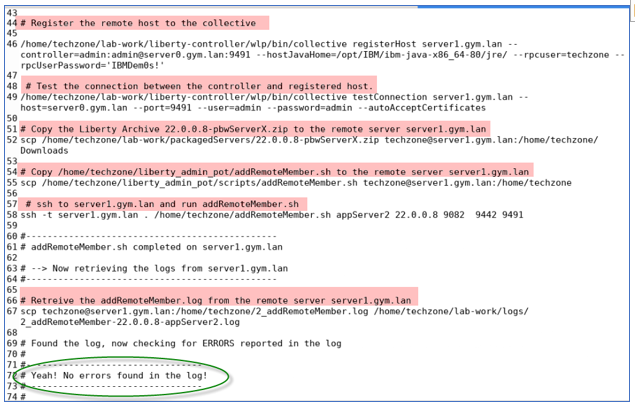 43
44 # Register the remote host to the collective
45
46 /home/techzone/lab-work/liberty-controller/wlp/bin/collective registerHost server1.gym.lan --
controller=admin:admin@server0.gym.lan:9491 --hostJavaHome=/opt/IBM/ibm-java-x86_64-80/jre/ --rpcuser=techzone --
rpcUserPassword='IBMDem0s!'
47
48 # Test the connection between the controller and registered host.
49 /home/techzone/lab-work/liberty-controller/wlp/bin/collective testConnection server1.gym.lan --
host=server0.gym.lan --port=9491 --user=admin --password=admin --autoAcceptCertificates
50
51 # Copy the Liberty Archive 22.0.0.8-pbwServerX.zip to the remote server server1.gym.lan
52 scp /home/techzone/lab-work/packagedServers/22.0.0.8-pbwServerX.zip techzone@server1.gym.lan:/home/techzone/
Downloads
53
54 # Copy /home/techzone/liberty_admin_pot/addRemoteMember.sh to the remote server server1.gym.lan
55 scp /home/techzone/liberty_admin_pot/scripts/addRemoteMember.sh techzone@server1.gym.lan:/home/techzone
56
57 # ssh to server1.gym.lan and run addRemoteMember.sh
58 ssh -t server1.gym.lan . /home/techzone/addRemoteMember.sh appServer2 22.0.0.8 9082 9442 9491
59
60 #--------------------------------------------------
61 # addRemoteMember.sh completed on server1.gym.lan
62
63 # --> Now retrieving the logs from server1.gym.lan
64 #--------------------------------------------------
65
66 # Retreive the addRemoteMember.log from the remote server server1.gym.lan
67 scp techzone@server1.gym.lan:/home/techzone/2_addRemoteMember.log /home/techzone/lab-work/logs/
2_addRemoteMember-22.0.0.8-appServer2.log
68
69 # Found the log, now checking for ERRORS reported in the log
70 #
71 #-----------------------------------
72 # Yeah! No errors found in the log!
73 #-----------------------------------
74 #